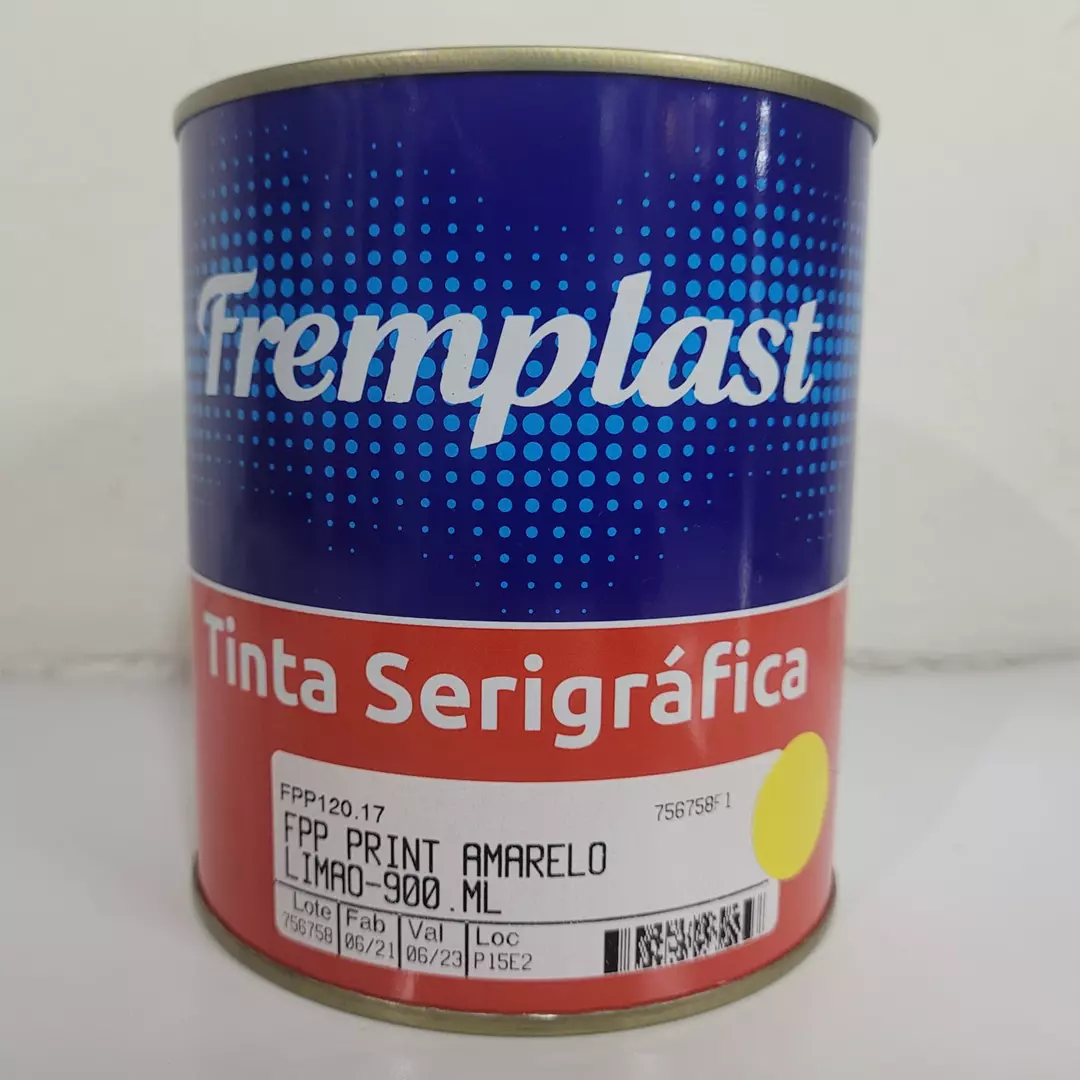 Fremplast
Tinta Serigráfica
FPP120.17 756758F1
FPP PRINT AMARELO
LIMAO-900.ML
Lote Fab Val Loc
756758 06/21 06/23 P15E2